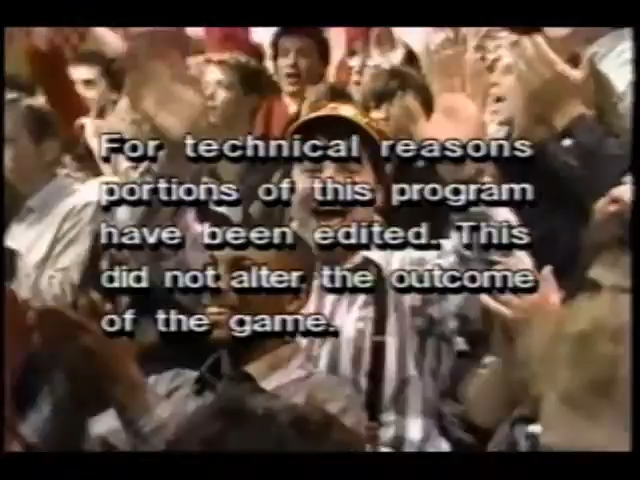 For technical reasons
portions of this program
have been edited. This
did not alter the outcome
of the game.